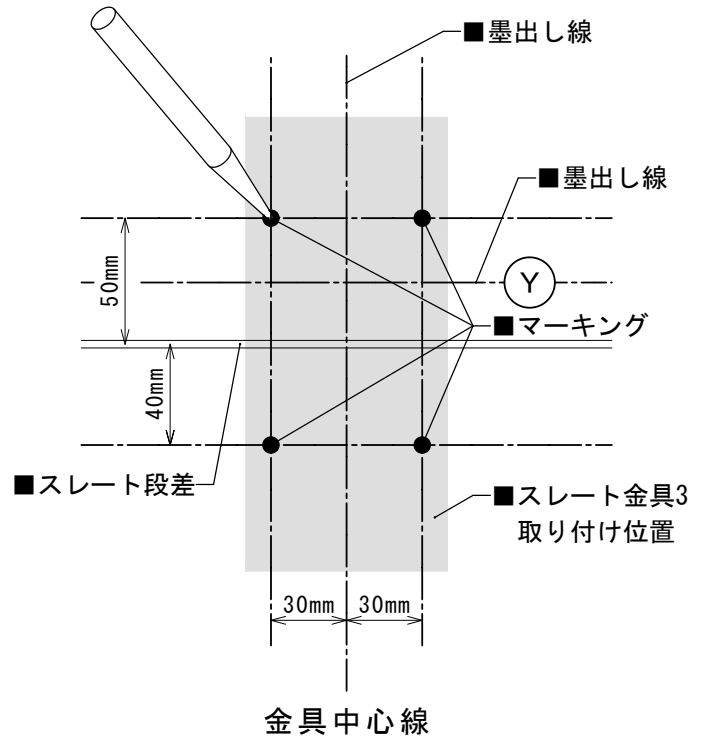 ■墨出し線
■墨出し線
50mm
Y
■マーキング
40mm
■スレート段差
■スレート金具3
取り付け位置
30mm
30mm
金具中心線